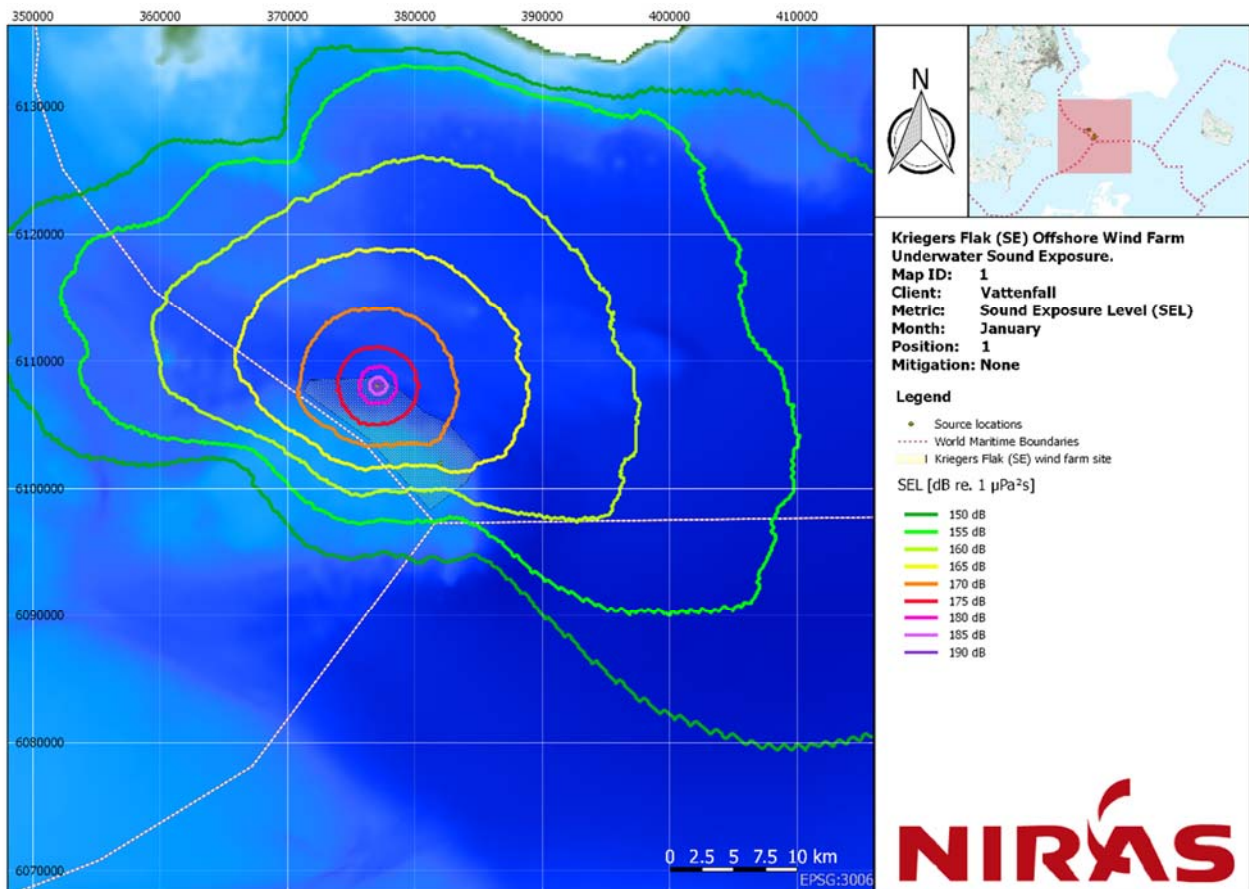 350000 360000 370000 380000 390000 400000 410000
6130000
6120000
6110000
6100000
6090000
6080000
6070000
0 2.5 5 7.5 10 km
EPSG:3006
N
Kriegers Flak (SE) Offshore Wind Farm
Underwater Sound Exposure.
Map ID: 1
Client: Vattenfall
Metric: Sound Exposure Level (SEL)
Month: January
Position: 1
Mitigation: None
Legend
Source locations
World Maritime Boundaries
Kriegers Flak (SE) wind farm site
SEL [dB re. 1 µPa²s]
150 dB
155 dB
160 dB
165 dB
170 dB
175 dB
180 dB
185 dB
190 dB
NIRAS